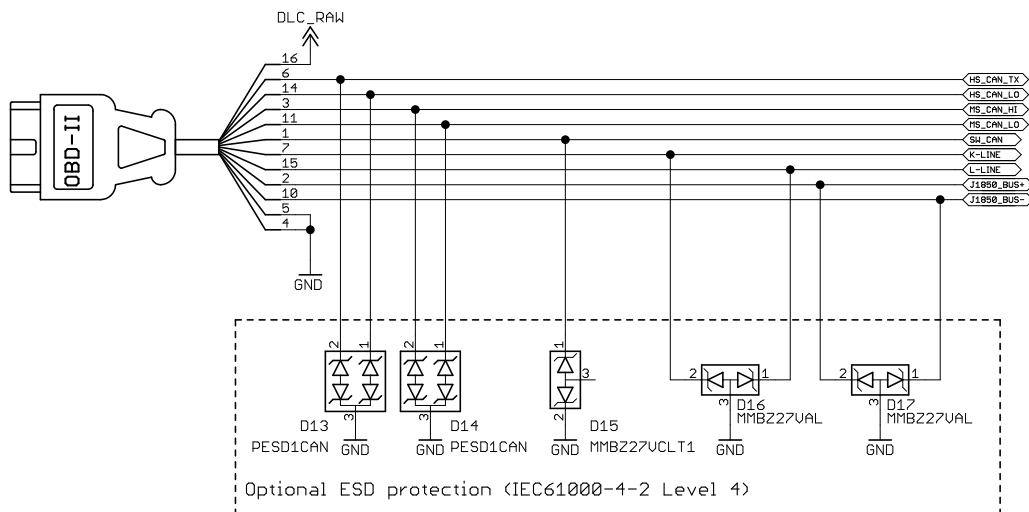 DLC_RAW
OBD-II
16
6
HS_CAN_TX
14
HS_CAN_LO
3
MS_CAN_HI
11
MS_CAN_LO
1
SW_CAN
7
K-LINE
15
L-LINE
2
J1850_BUS+
10
J1850_BUS-
5
4
GND
2 1
3
D13
PESD1CAN
GND
2 1
3
D14
PESD1CAN
GND
1
3
2
D15
MMBZ27VCLT1
GND
2 1
3
D16
MMBZ27VAL
GND
2 1
3
D17
MMBZ27VAL
GND
Optional ESD protection (IEC61000-4-2 Level 4)